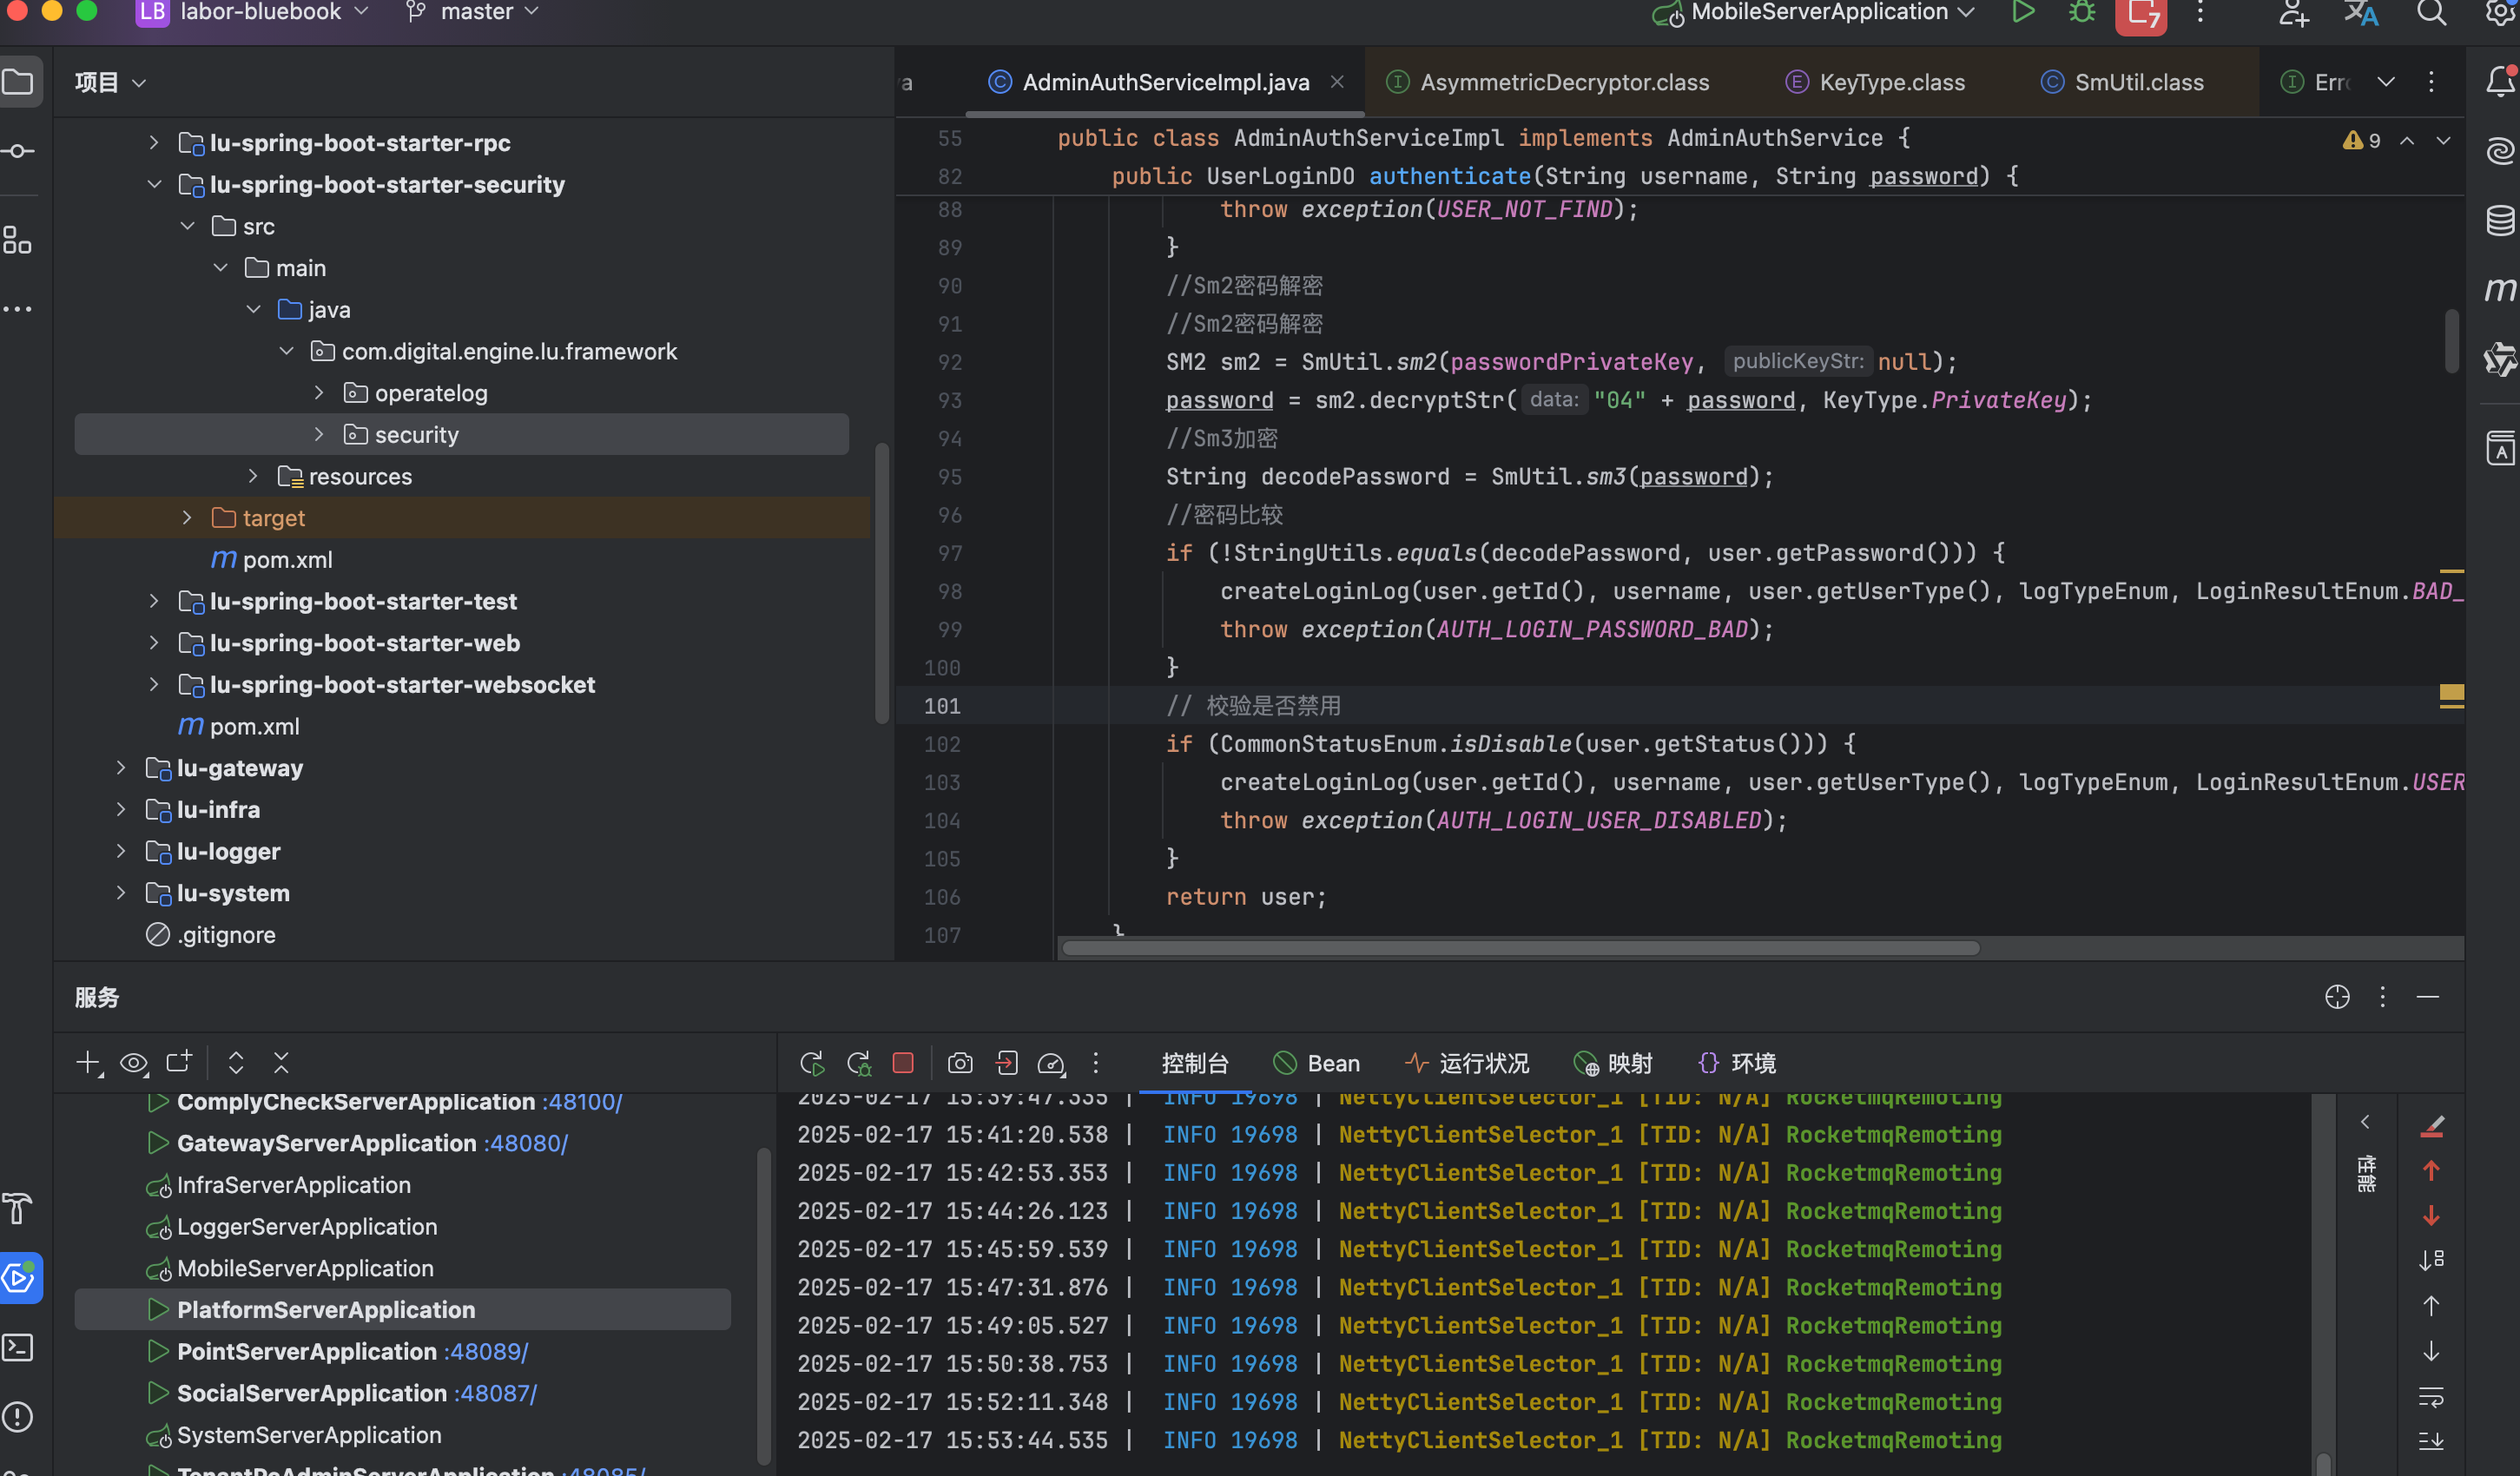 LB labor-bluebook master MobileServerApplication 7
项目
lu-spring-boot-starter-rpc
lu-spring-boot-starter-security
src
main
java
com.digital.engine.lu.framework
operatelog
security
resources
target
m pom.xml
lu-spring-boot-starter-test
lu-spring-boot-starter-web
lu-spring-boot-starter-websocket
m pom.xml
lu-gateway
lu-infra
lu-logger
lu-system
.gitignore
AdminAuthServiceImpl.java AsymmetricDecryptor.class KeyType.class SmUtil.class
9
55 public class AdminAuthServiceImpl implements AdminAuthService {
82 public UserLoginDO authenticate(String username, String password) {
88 throw exception(USER_NOT_FIND);
89 }
90 //Sm2密码解密
91 //Sm2密码解密
92 SM2 sm2 = SmUtil.sm2(passwordPrivateKey, publicKeyStr: null);
93 password = sm2.decryptStr( data: "04" + password, KeyType.PrivateKey);
94 //Sm3加密
95 String decodePassword = SmUtil.sm3(password);
96 //密码比较
97 if (!StringUtils.equals(decodePassword, user.getPassword())) {
98 createLoginLog(user.getId(), username, user.getUserType(), logTypeEnum, LoginResultEnum.BAD_
99 throw exception(AUTH_LOGIN_PASSWORD_BAD);
100 }
101 // 校验是否禁用
102 if (CommonStatusEnum.isDisable(user.getStatus())) {
103 createLoginLog(user.getId(), username, user.getUserType(), logTypeEnum, LoginResultEnum.USER
104 throw exception(AUTH_LOGIN_USER_DISABLED);
105 }
106 return user;
107 }
服务
控制台 Bean 运行状况 映射 环境
ComplyCheckServerApplication :48100/
GatewayServerApplication :48080/
InfraServerApplication
LoggerServerApplication
MobileServerApplication
PlatformServerApplication
PointServerApplication :48089/
SocialServerApplication :48087/
SystemServerApplication
TenantPcAdminServerApplication :48085/
2025-02-17 15:39:47.335 | INFO 19698 | NettyClientSelector_1 [TID: N/A] RocketmqRemoting
2025-02-17 15:41:20.538 | INFO 19698 | NettyClientSelector_1 [TID: N/A] RocketmqRemoting
2025-02-17 15:42:53.353 | INFO 19698 | NettyClientSelector_1 [TID: N/A] RocketmqRemoting
2025-02-17 15:44:26.123 | INFO 19698 | NettyClientSelector_1 [TID: N/A] RocketmqRemoting
2025-02-17 15:45:59.539 | INFO 19698 | NettyClientSelector_1 [TID: N/A] RocketmqRemoting
2025-02-17 15:47:31.876 | INFO 19698 | NettyClientSelector_1 [TID: N/A] RocketmqRemoting
2025-02-17 15:49:05.527 | INFO 19698 | NettyClientSelector_1 [TID: N/A] RocketmqRemoting
2025-02-17 15:50:38.753 | INFO 19698 | NettyClientSelector_1 [TID: N/A] RocketmqRemoting
2025-02-17 15:52:11.348 | INFO 19698 | NettyClientSelector_1 [TID: N/A] RocketmqRemoting
2025-02-17 15:53:44.535 | INFO 19698 | NettyClientSelector_1 [TID: N/A] RocketmqRemoting
性能